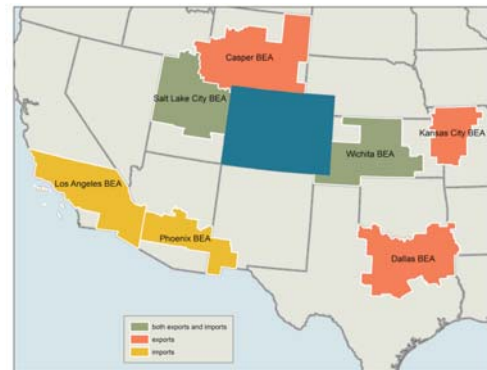 Casper BEA
Salt Lake City BEA
Kansas City BEA
Wichita BEA
Los Angeles BEA
Phoenix BEA
Dallas BEA
both exports and imports
exports
imports